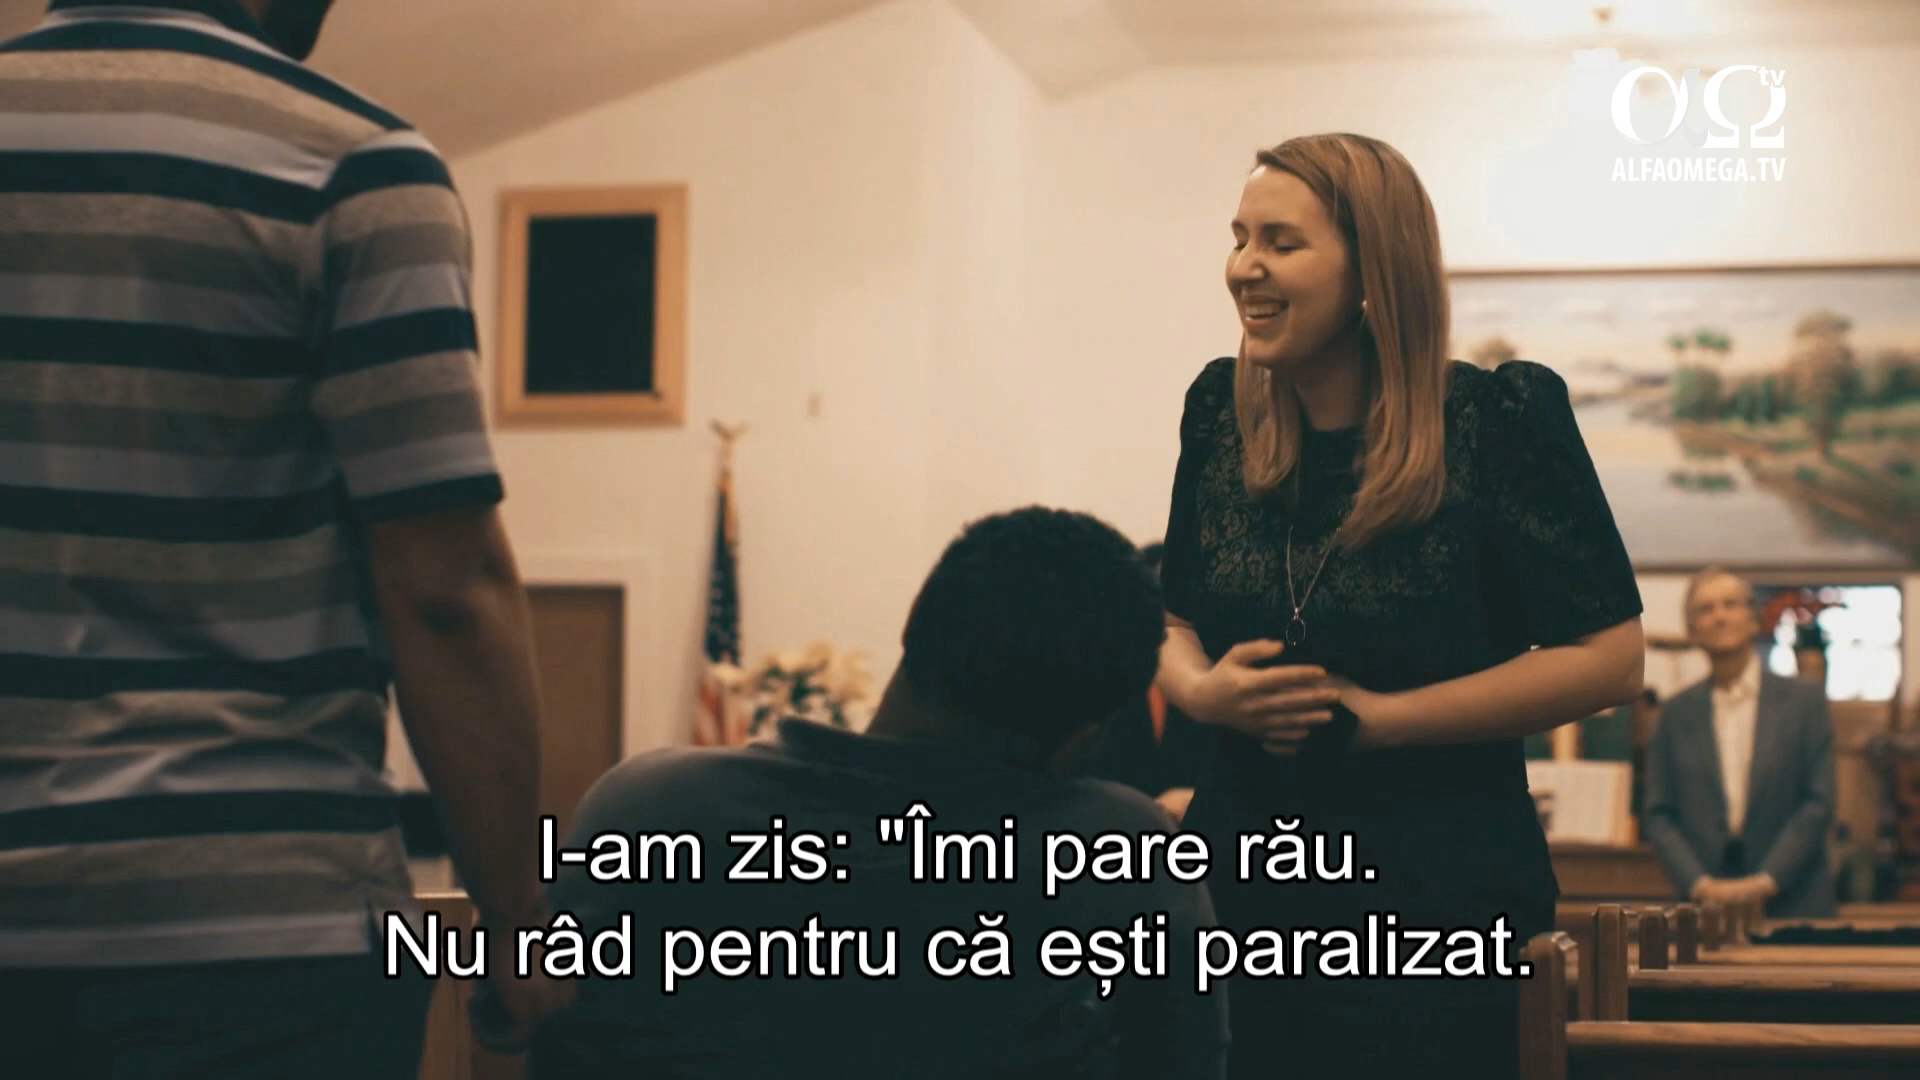 tv
αΩ
ALFAOMEGA.TV
I-am zis: "Îmi pare rău.
Nu râd pentru că ești paralizat.